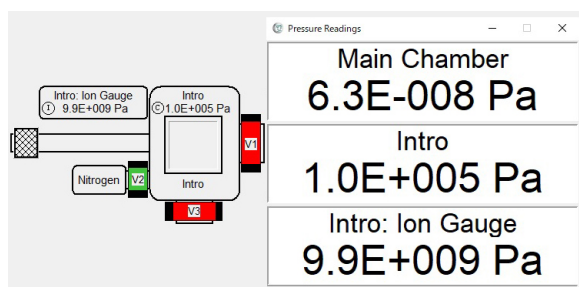 Intro: Ion Gauge
I 9.9E+009 Pa
Intro
C 1.0E+005 Pa
V1
Nitrogen
V2
Intro
V3
Pressure Readings
Main Chamber
6.3E-008 Pa
Intro
1.0E+005 Pa
Intro: Ion Gauge
9.9E+009 Pa